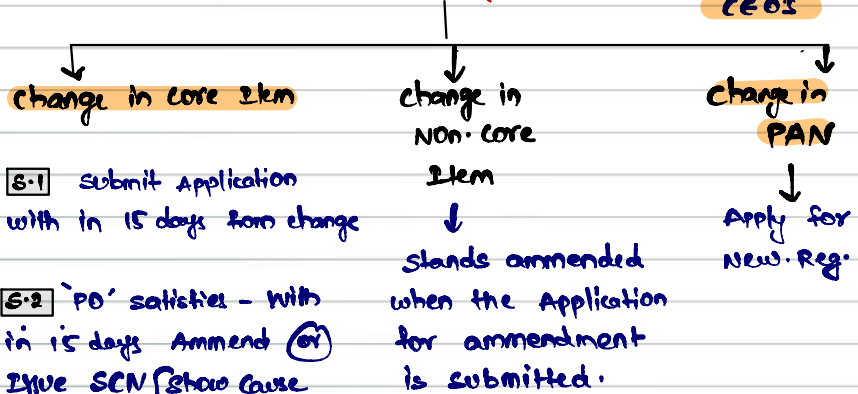 CEO's
Change in core Item
S.1 Submit Application
with in 15 days from change
S.2 'PO' satisfies - with
in 15 days Ammend or
Issue SCN [Show Cause
Change in
Non. Core
Item
Stands ammended
when the Application
for ammendment
is submitted.
Change in
PAN
Apply for
New. Reg.